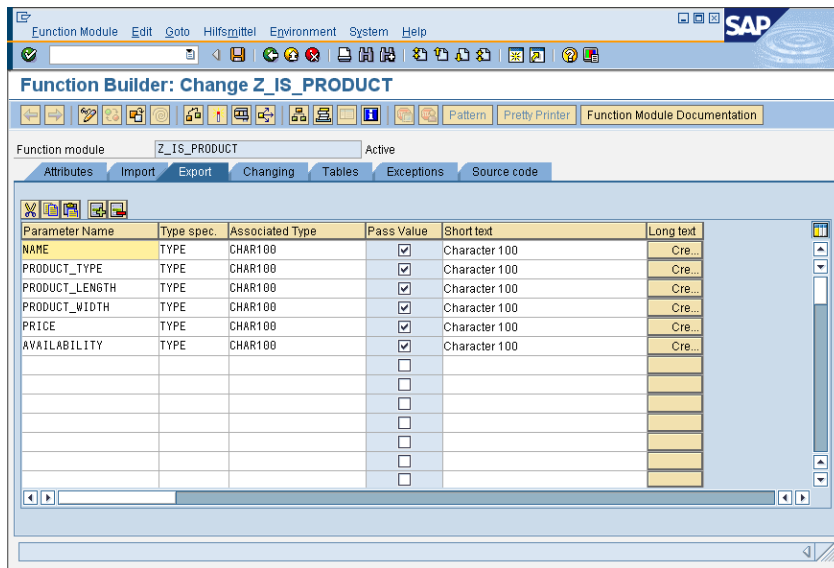 Function Module Edit Goto Hilfsmittel Environment System Help
SAP
Function Builder: Change Z_IS_PRODUCT
Pattern Pretty Printer Function Module Documentation
Function module Z_IS_PRODUCT Active
Attributes Import Export Changing Tables Exceptions Source code
Parameter Name Type spec. Associated Type Pass Value Short text Long text
NAME TYPE CHAR100 Character 100 Cre...
PRODUCT_TYPE TYPE CHAR100 Character 100 Cre...
PRODUCT_LENGTH TYPE CHAR100 Character 100 Cre...
PRODUCT_WIDTH TYPE CHAR100 Character 100 Cre...
PRICE TYPE CHAR100 Character 100 Cre...
AVAILABILITY TYPE CHAR100 Character 100 Cre...